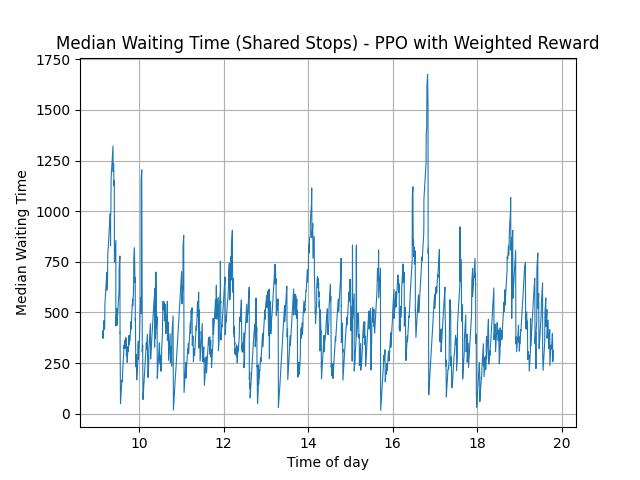 Median Waiting Time (Shared Stops) - PPO with Weighted Reward
1750
1500
1250
1000
750
500
250
0
Median Waiting Time
10 12 14 16 18 20
Time of day